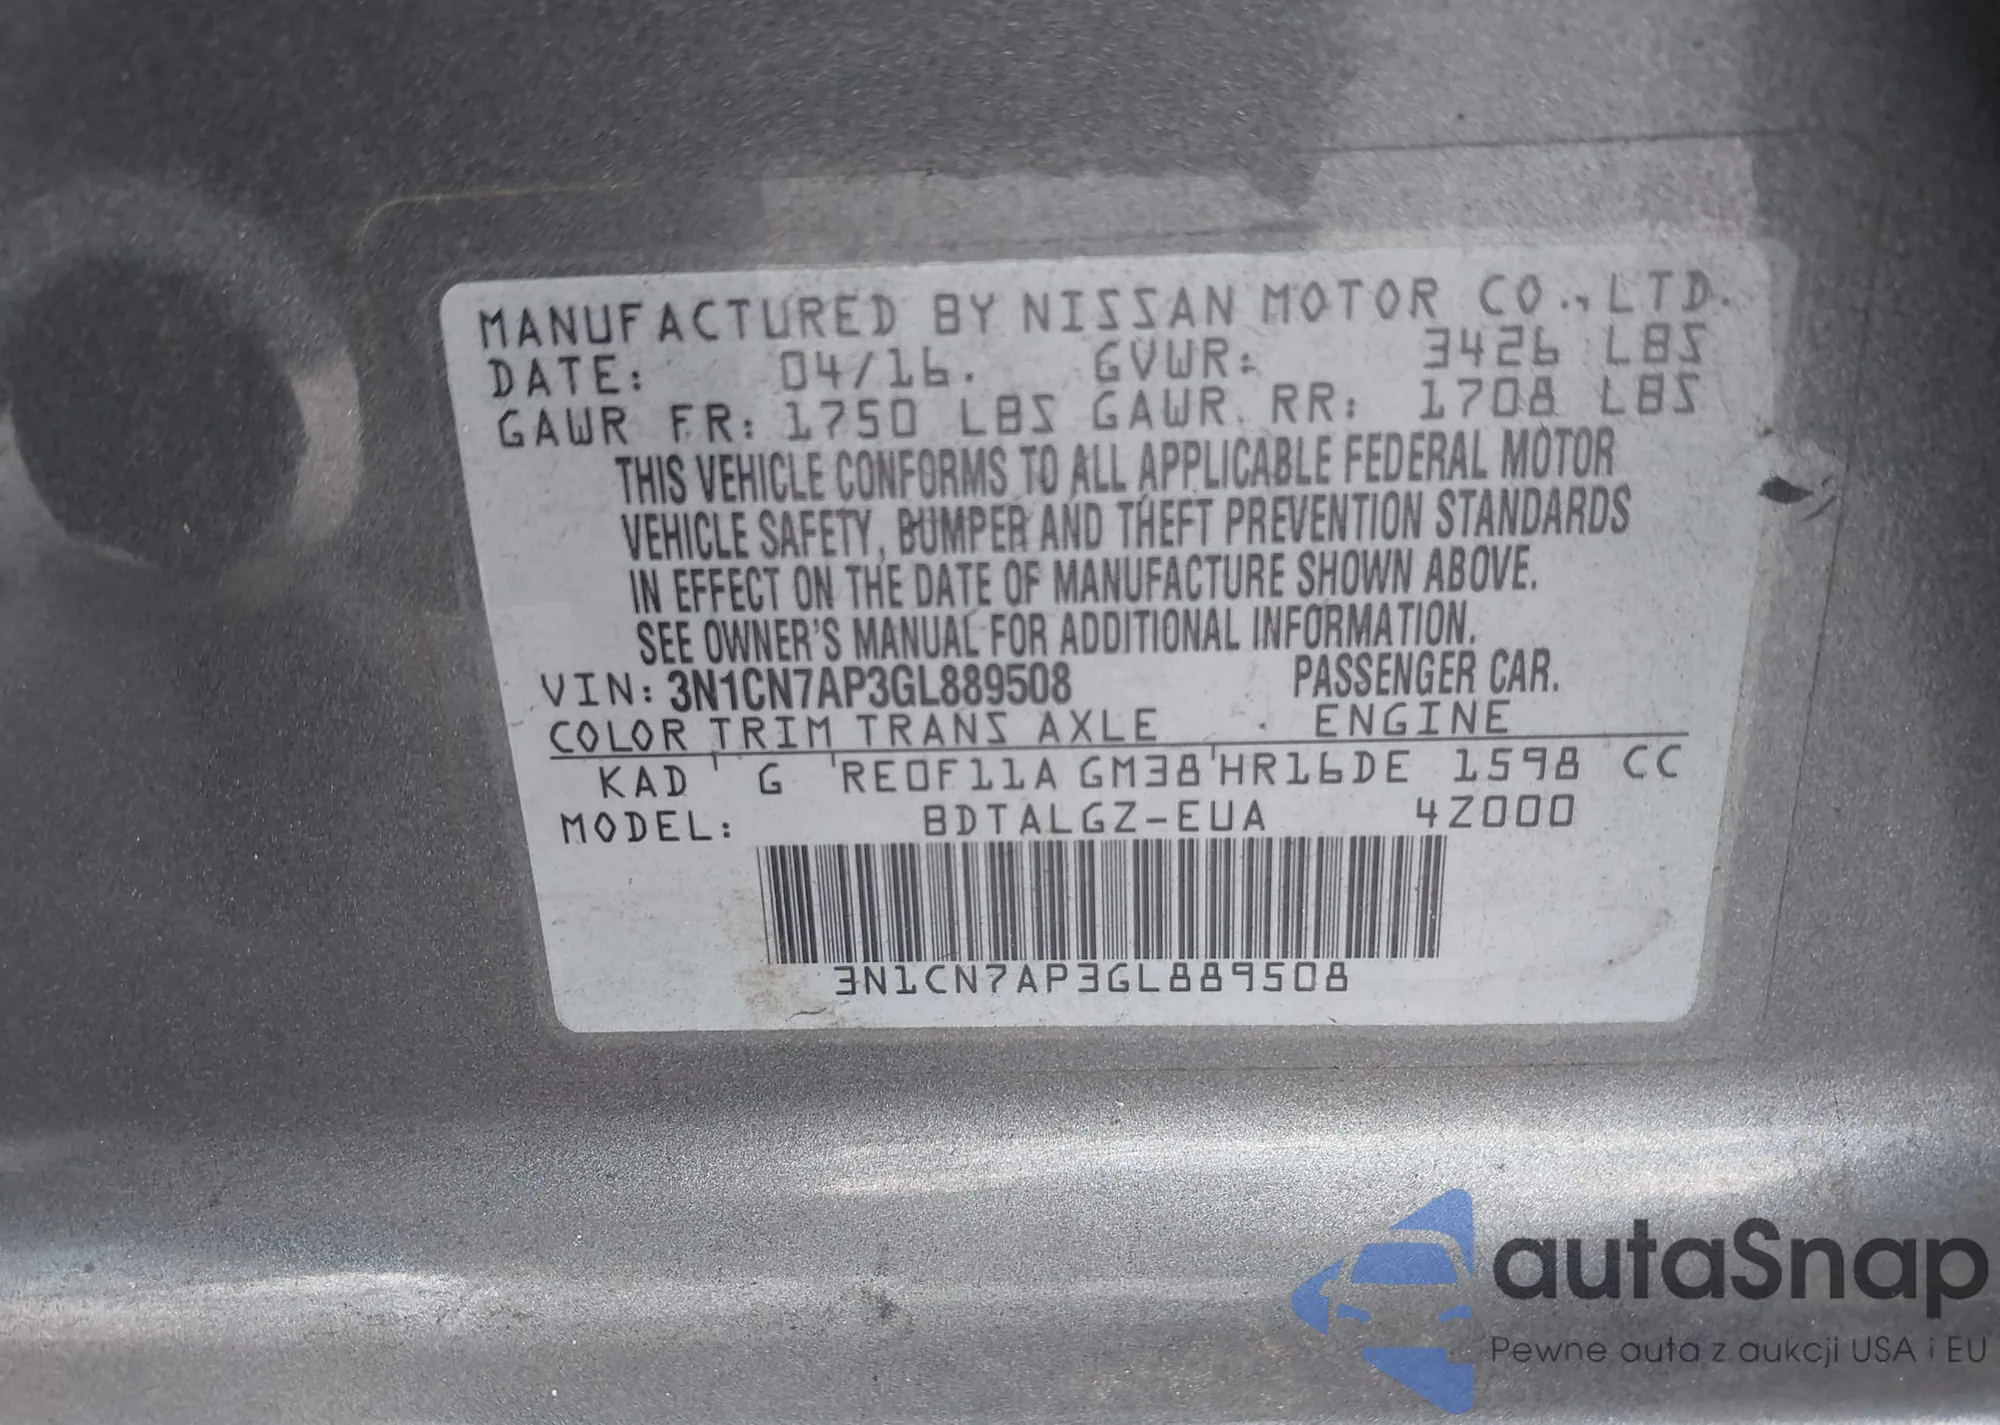 MANUFACTURED BY NISSAN MOTOR CO., LTD.
DATE: 04/16. GVWR: 3426 LBS
GAWR FR: 1750 LBS GAWR RR: 1708 LBS
THIS VEHICLE CONFORMS TO ALL APPLICABLE FEDERAL MOTOR
VEHICLE SAFETY, BUMPER AND THEFT PREVENTION STANDARDS
IN EFFECT ON THE DATE OF MANUFACTURE SHOWN ABOVE.
SEE OWNER'S MANUAL FOR ADDITIONAL INFORMATION.
VIN: 3N1CN7AP3GL889508 PASSENGER CAR.
COLOR TRIM TRANS AXLE ENGINE
KAD G RE0F11A GM38 HR16DE 1598 CC
MODEL: BDTALGZ-EUA 4Z000
3N1CN7AP3GL889508
autaSnap
Pewne auta z aukcji USA i EU